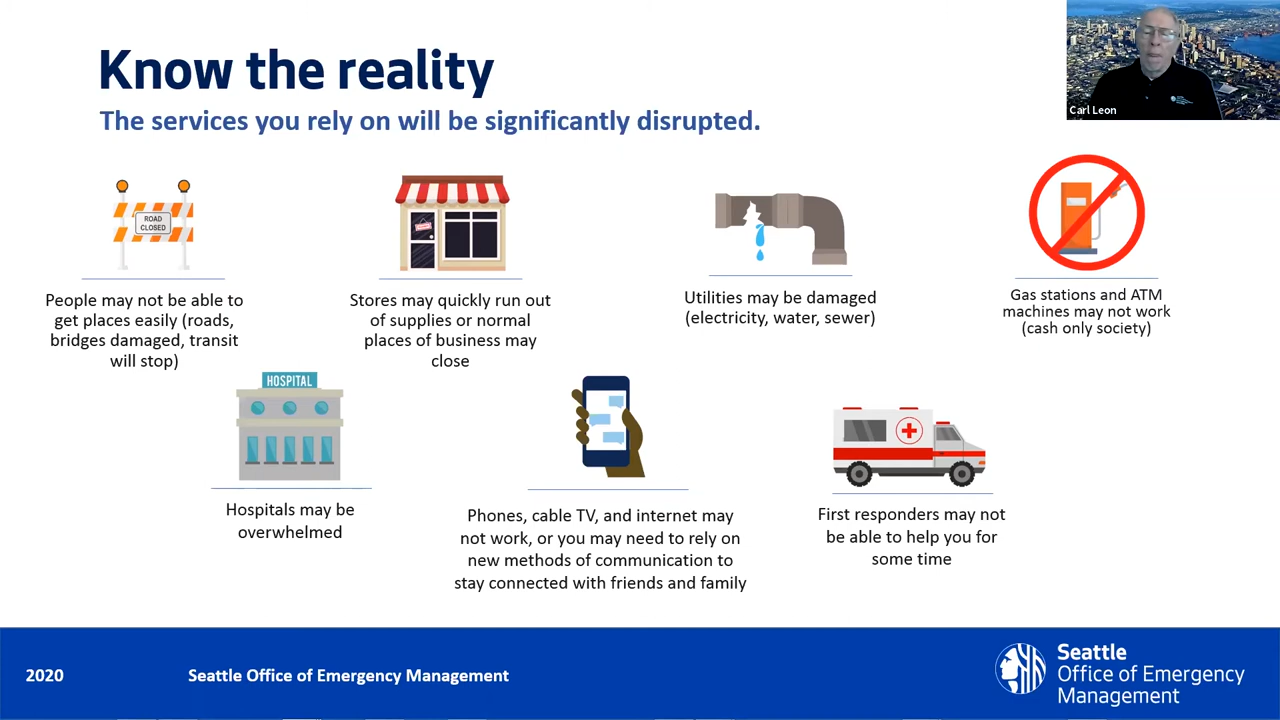 Know the reality
The services you rely on will be significantly disrupted.
Carl Leon
ROAD
CLOSED
People may not be able to
get places easily (roads,
bridges damaged, transit
will stop)
Stores may quickly run out
of supplies or normal
places of business may
close
Utilities may be damaged
(electricity, water, sewer)
Gas stations and ATM
machines may not work
(cash only society)
HOSPITAL
Hospitals may be
overwhelmed
Phones, cable TV, and internet may
not work, or you may need to rely on
new methods of communication to
stay connected with friends and family
First responders may not
be able to help you for
some time
2020
Seattle Office of Emergency Management
Seattle
Office of Emergency
Management